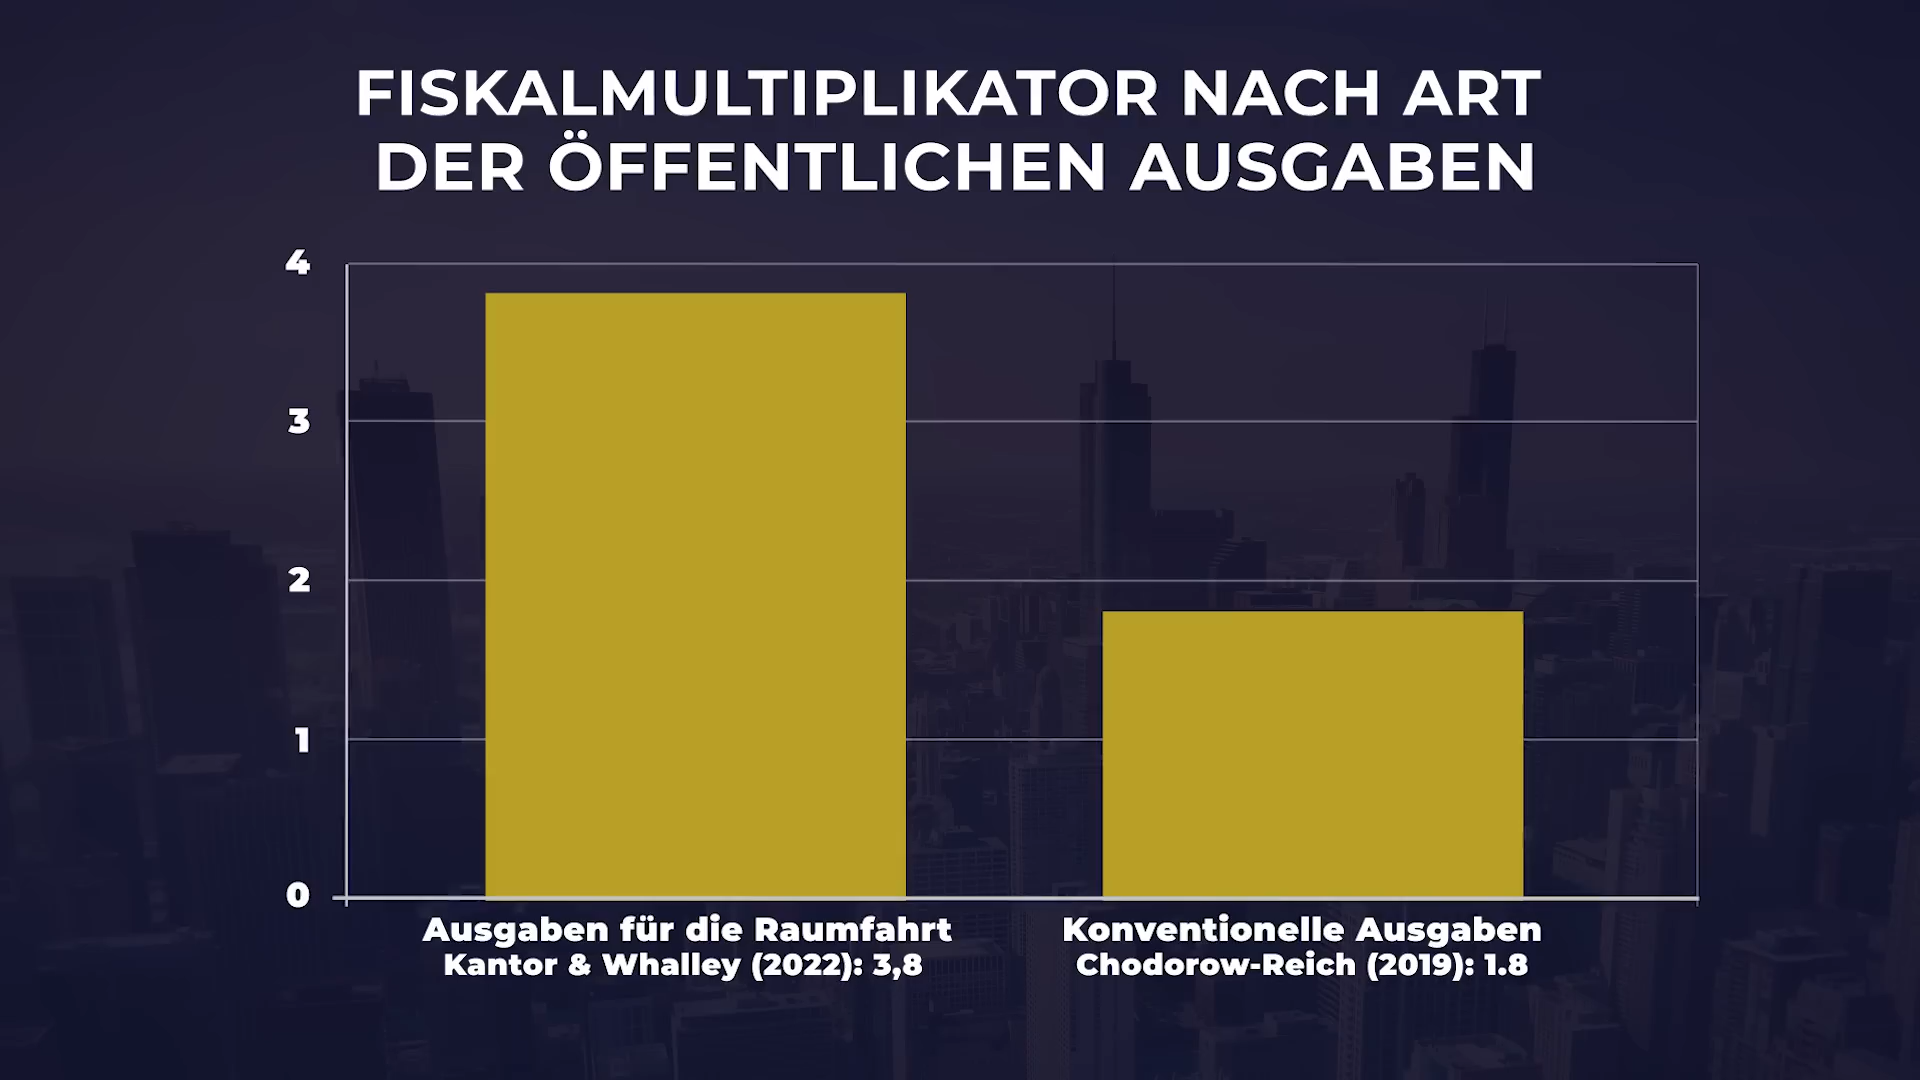 FISKALMULTIPLIKATOR NACH ART
DER ÖFFENTLICHEN AUSGABEN
4
3
2
1
0
Ausgaben für die Raumfahrt
Kantor & Whalley (2022): 3,8
Konventionelle Ausgaben
Chodorow-Reich (2019): 1.8